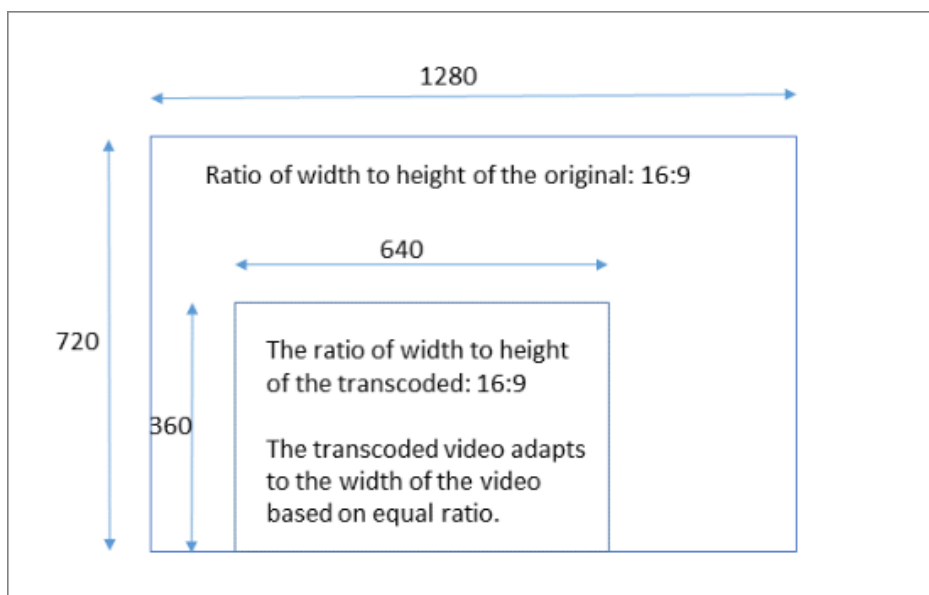 1280
Ratio of width to height of the original: 16:9
640
720
The ratio of width to height
of the transcoded: 16:9
360
The transcoded video adapts
to the width of the video
based on equal ratio.